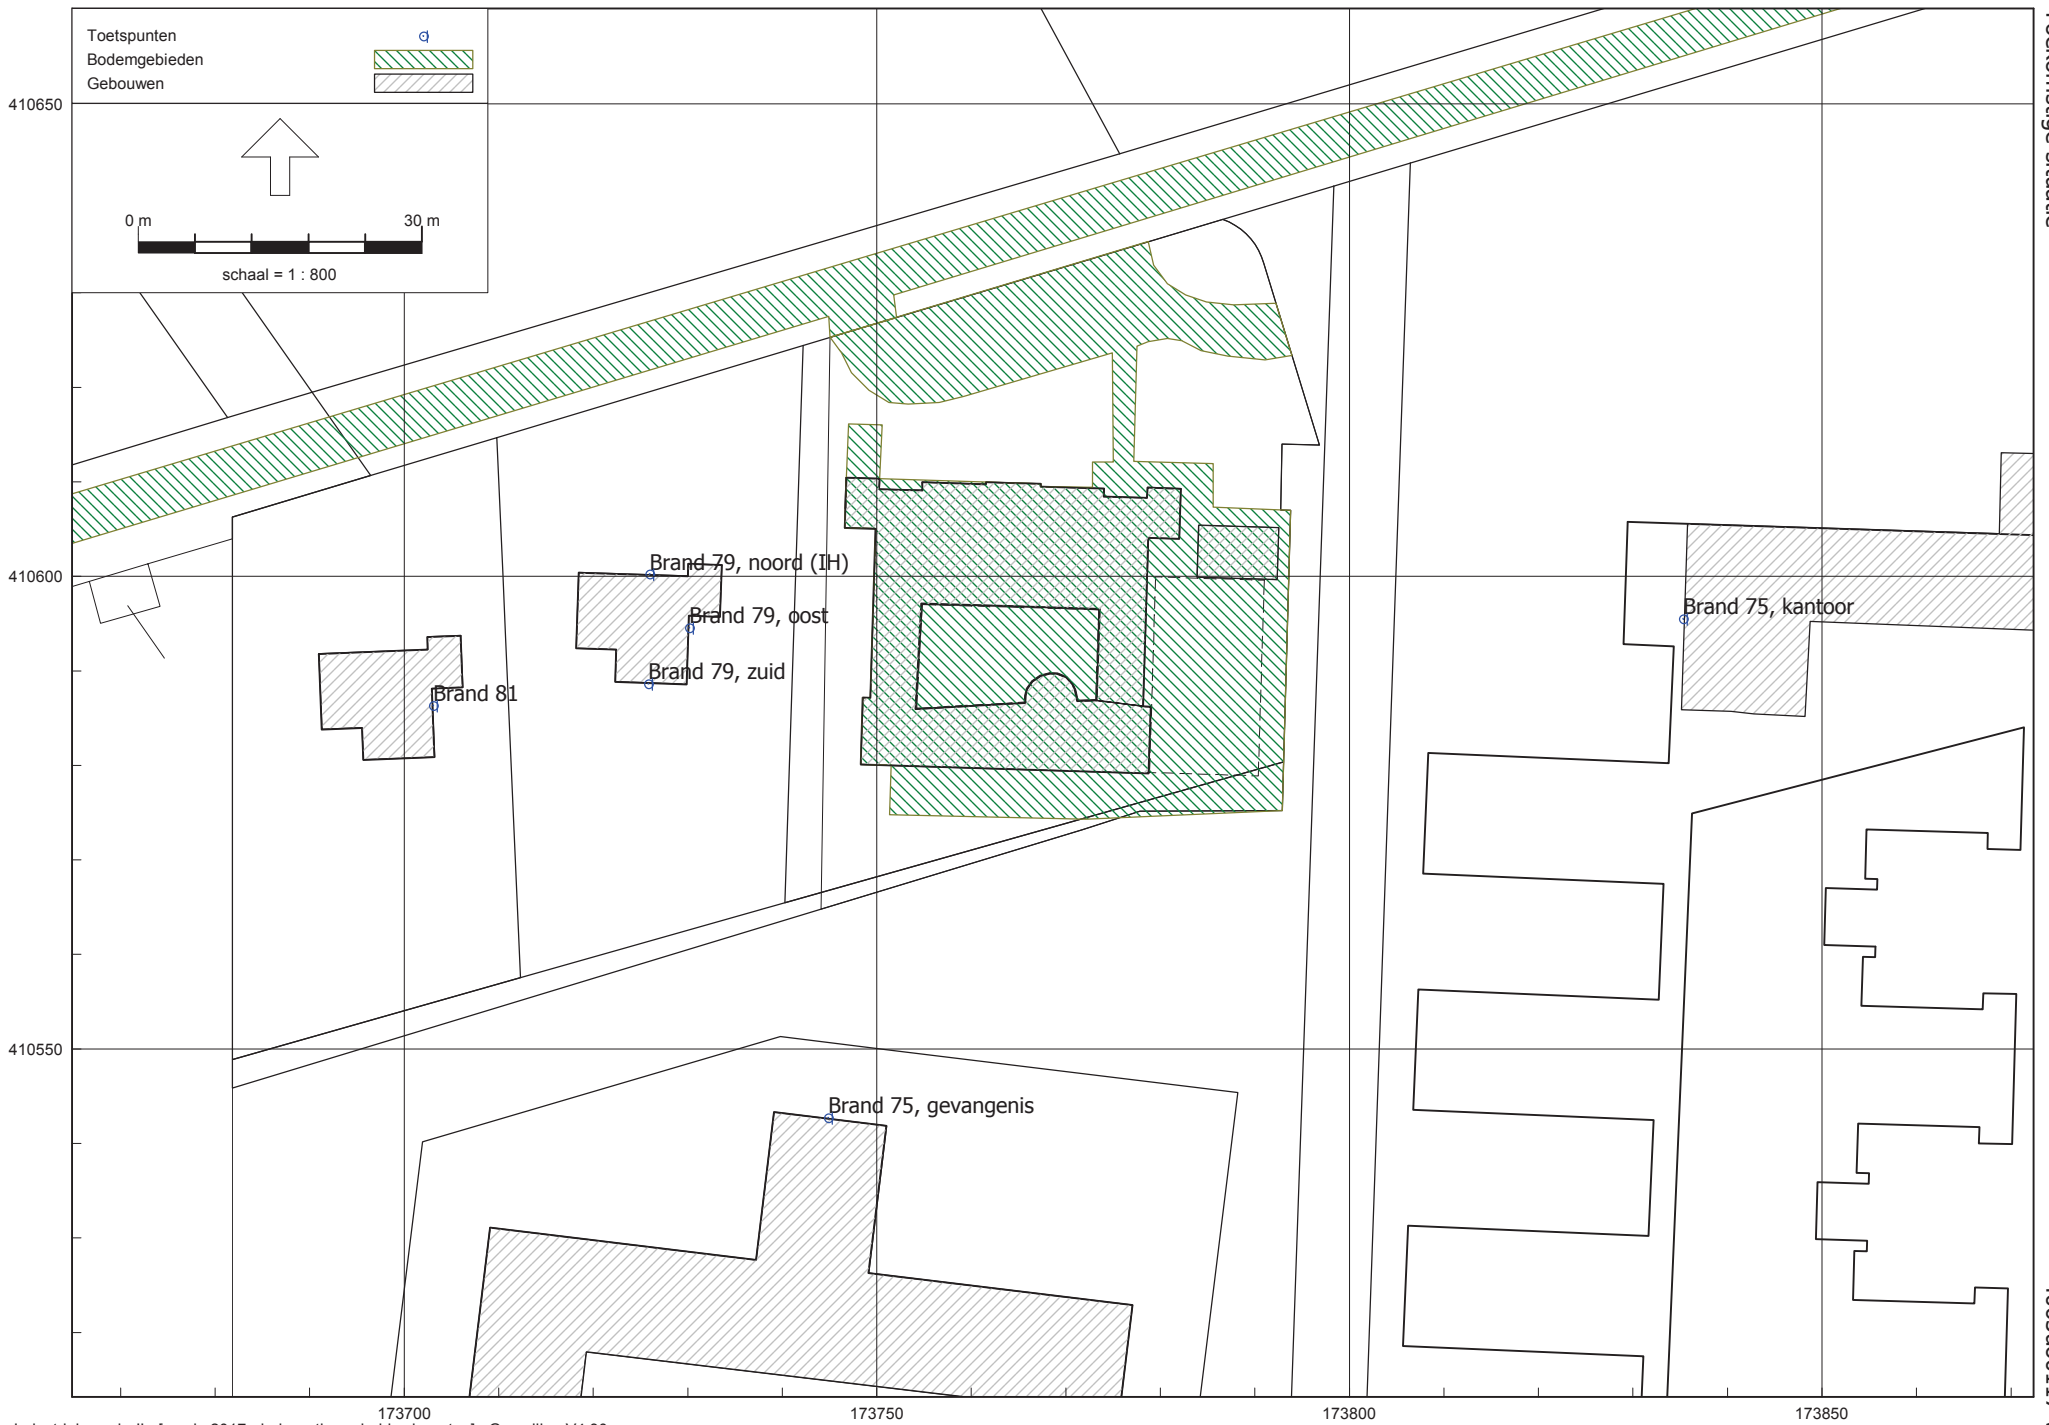 Toetspunten
Bodemgebieden
Gebouwen
0 m 30 m
schaal = 1 : 800
410650
410600
410550
Brand 79, noord (IH)
Brand 79, oost
Brand 75, kantoor
Brand 79, zuid
Brand 81
Brand 75, gevangenis
173700 173750 173800 173850